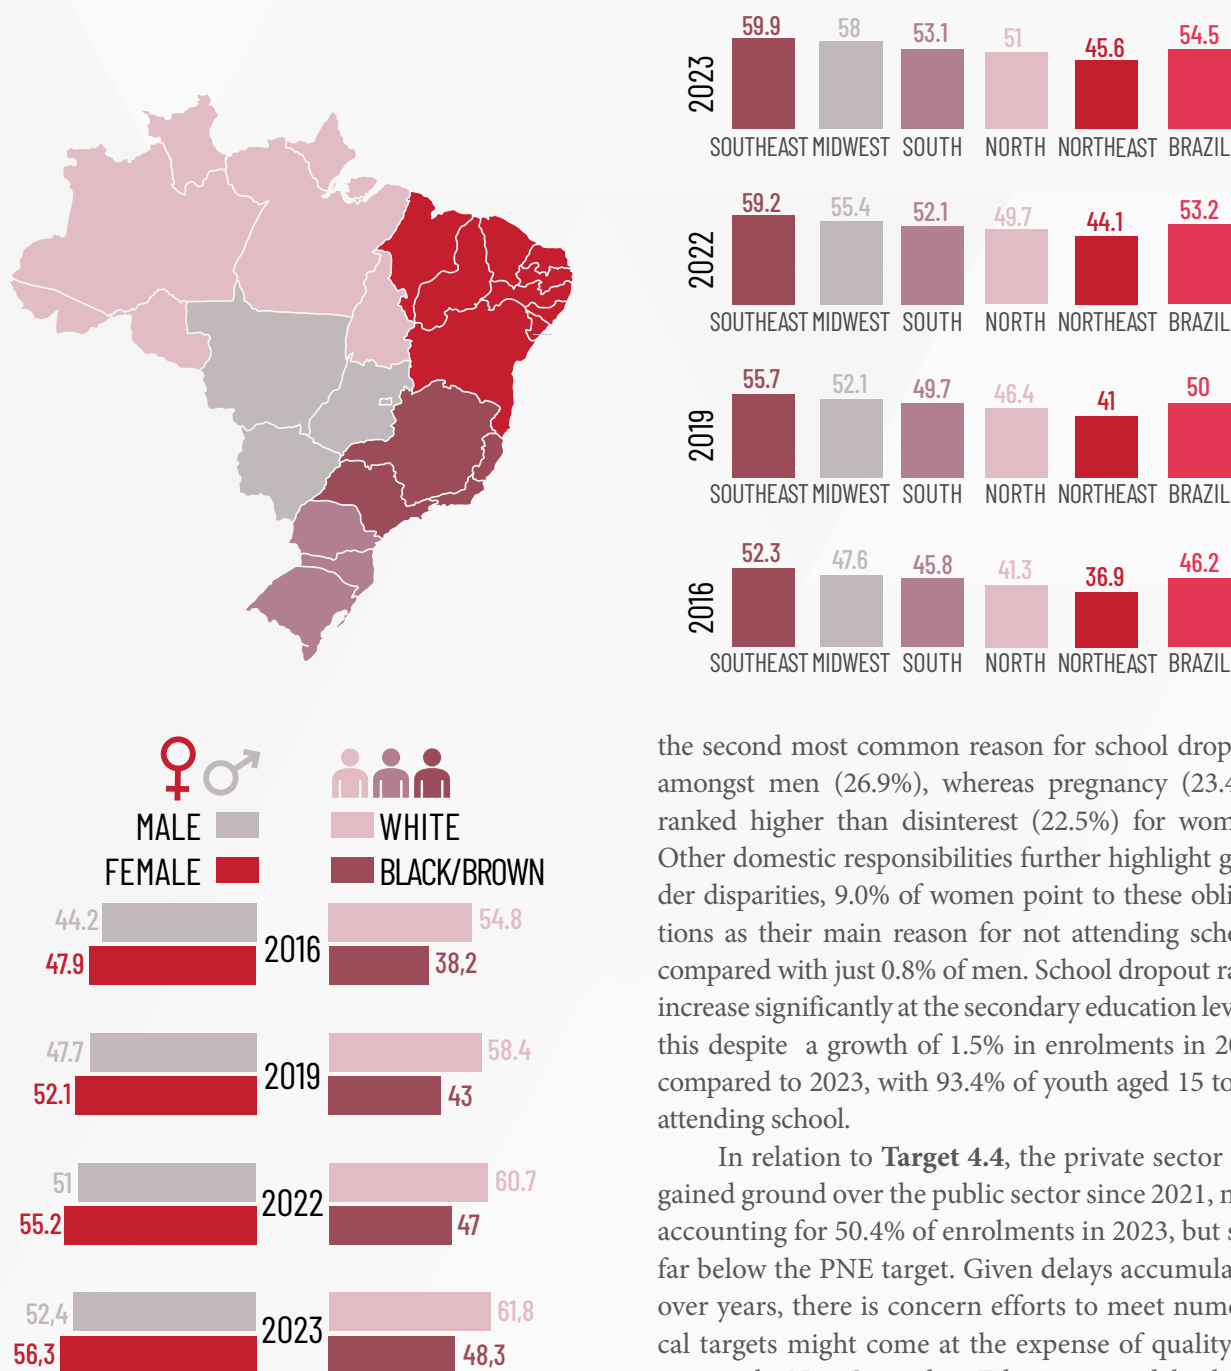 59.9 58 53.1 51 45.6 54.5
2023
SOUTHEAST MIDWEST SOUTH NORTH NORTHEAST BRAZIL
59.2 55.4 52.1 49.7 44.1 53.2
2022
SOUTHEAST MIDWEST SOUTH NORTH NORTHEAST BRAZIL
55.7 52.1 49.7 46.4 41 50
2019
SOUTHEAST MIDWEST SOUTH NORTH NORTHEAST BRAZIL
52.3 47.6 45.8 41.3 36.9 46.2
2016
SOUTHEAST MIDWEST SOUTH NORTH NORTHEAST BRAZIL
MALE WHITE
FEMALE BLACK/BROWN
44.2 54.8
2016
47.9 38,2
47.7 58.4
2019
52.1 43
51 60.7
2022
55.2 47
52,4 61,8
2023
56,3 48,3
the second most common reason for school drop
amongst men (26.9%), whereas pregnancy (23.4
ranked higher than disinterest (22.5%) for wom
Other domestic responsibilities further highlight g
der disparities, 9.0% of women point to these obli
tions as their main reason for not attending scho
compared with just 0.8% of men. School dropout ra
increase significantly at the secondary education lev
this despite a growth of 1.5% in enrolments in 20
compared to 2023, with 93.4% of youth aged 15 to
attending school.
In relation to Target 4.4, the private sector
gained ground over the public sector since 2021, n
accounting for 50.4% of enrolments in 2023, but s
far below the PNE target. Given delays accumula
over years, there is concern efforts to meet nume
cal targets might come at the expense of quality